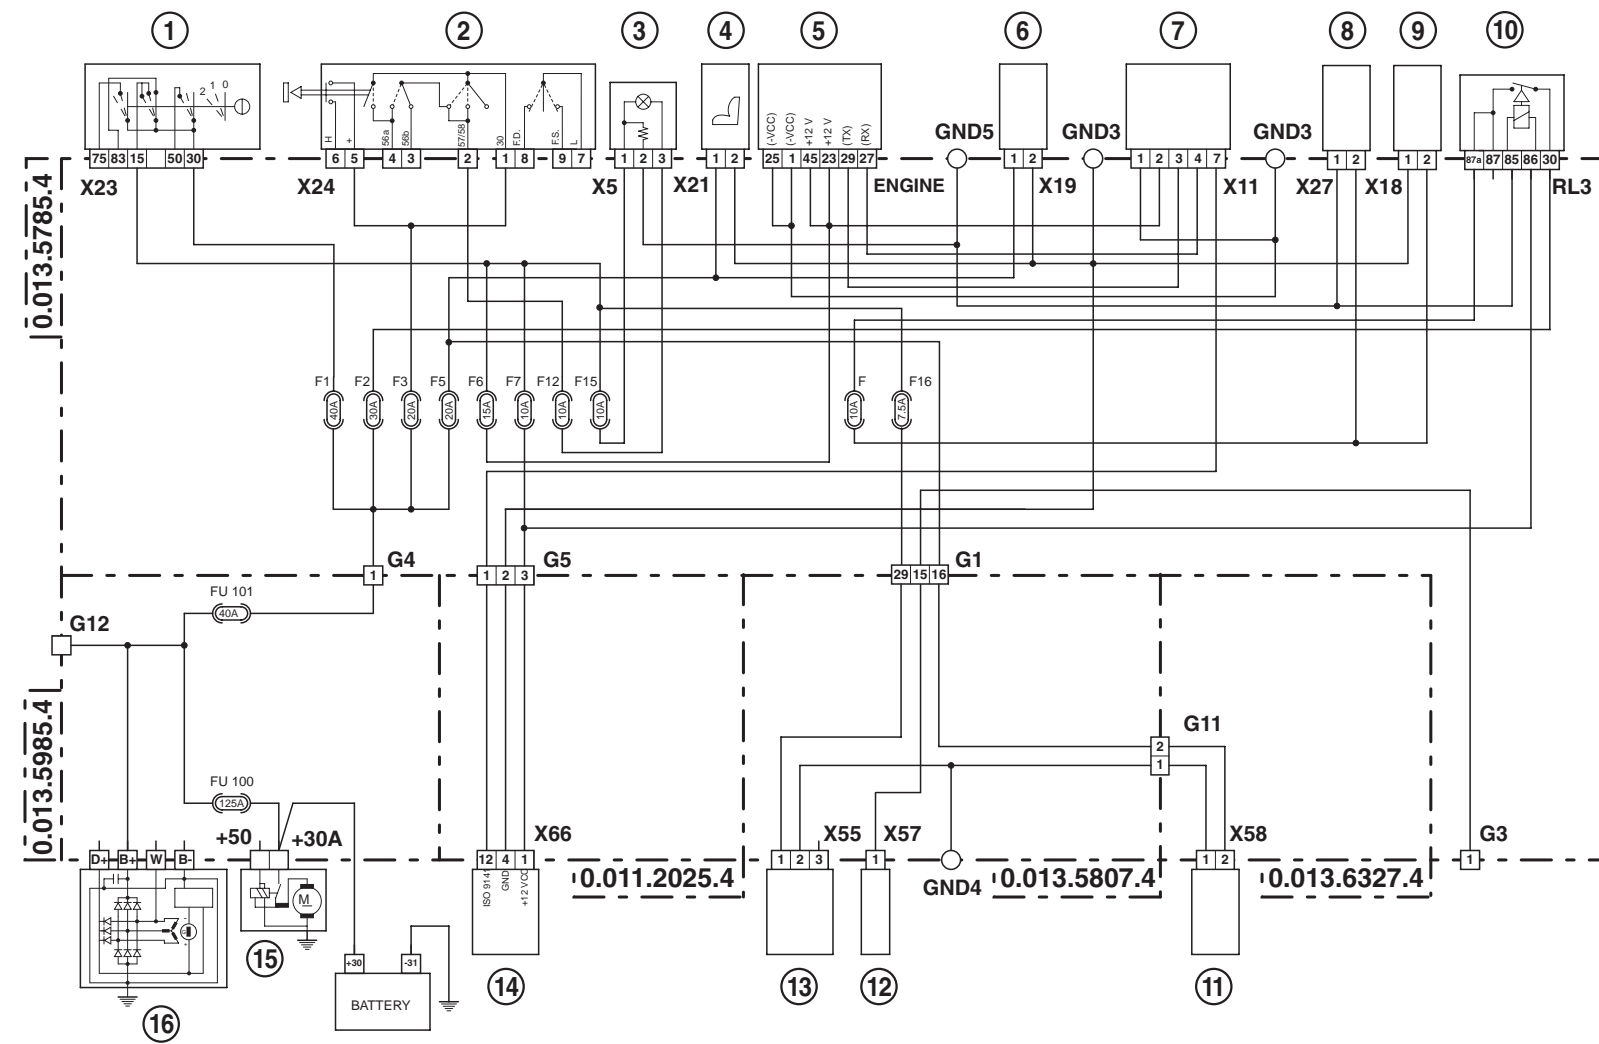 1 2 3 4 5 6 7 8 9 10
2 1 0
H + 56a 56b 57/58 30 F.D. F.S. L
(-VCC) (-VCC) +12 V +12 V (TX) (RX)
GND5 GND3 GND3
75 83 15 50 30
6 5 4 3 2 1 8 9 7
1 2 3
1 2
25 1 45 23 29 27
1 2
1 2 3 4 7
1 2
1 2
87a 87 85 86 30
X23 X24 X5 X21 ENGINE X19 X11 X27 X18 RL3
0.013.5785.4
F1 F2 F3 F5 F6 F7 F12 F15 F F16
40A 30A 20A 20A 15A 10A 10A 10A 10A 7.5A
G4 G5 G1
1
1 2 3
29 15 16
FU 101
40A
G12
G11
2
1
0.013.5985.4
FU 100
125A
+50 +30A X66 X55 X57 X58 G3
D+ B+ W B-
12 4 1
1 2 3
1
1 2
1
ISO 9141 GND +12 VCC
0.011.2025.4
GND4
0.013.5807.4
0.013.6327.4
M
15
+30 -31
BATTERY
14 13 12 11
16